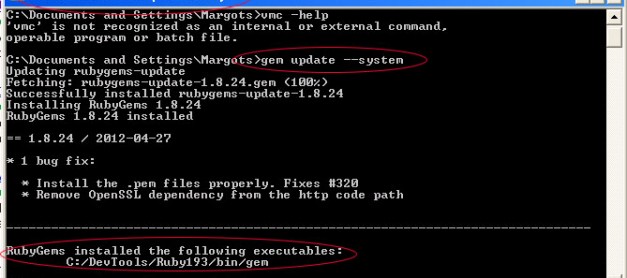 C:\Documents and Settings\Margots>vmc -help
'vmc' is not recognized as an internal or external command,
operable program or batch file.
C:\Documents and Settings\Margots>gem update --system
Updating rubygems-update
Fetching: rubygems-update-1.8.24.gem (100%)
Successfully installed rubygems-update-1.8.24
Installing RubyGems 1.8.24
RubyGems 1.8.24 installed
== 1.8.24 / 2012-04-27
* 1 bug fix:
* Install the .pem files properly. Fixes #320
* Remove OpenSSL dependency from the http code path
------------------------------------------------------------------------------
RubyGems installed the following executables:
C:/DevTools/Ruby193/bin/gem